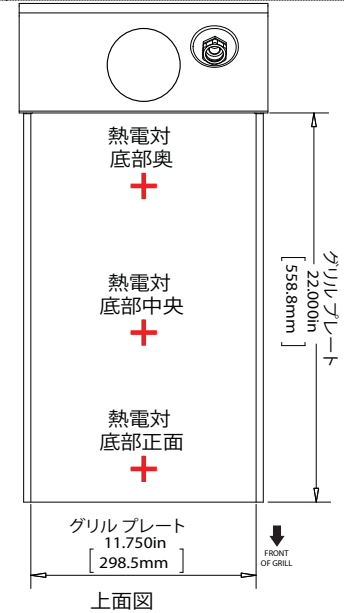 熱電対
底部奥
熱電対
底部中央
熱電対
底部正面
グリル プレート
22.000in
[558.8mm]
グリル プレート
11.750in
[298.5mm]
FRONT
OF GRILL
上面図